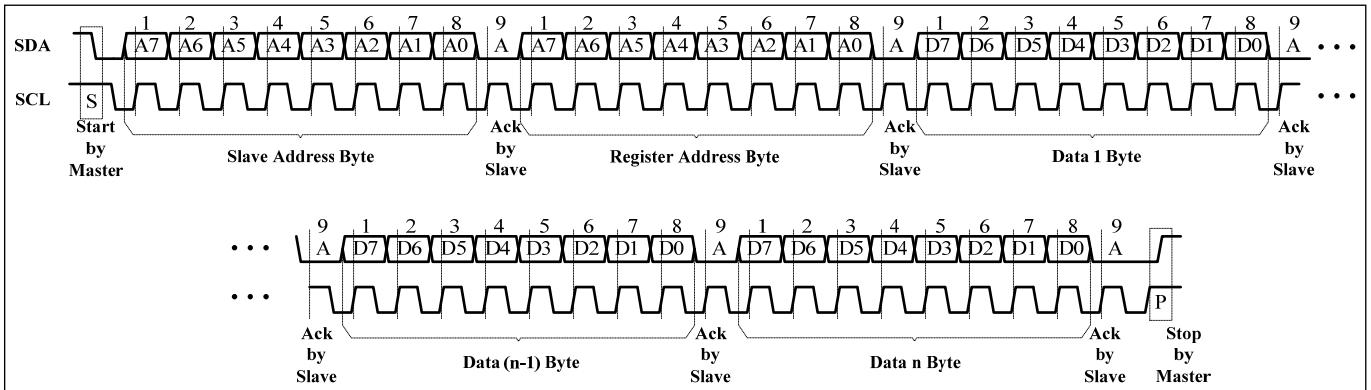 1 2 3 4 5 6 7 8 9 1 2 3 4 5 6 7 8 9 1 2 3 4 5 6 7 8 9
SDA A7 A6 A5 A4 A3 A2 A1 A0 A A7 A6 A5 A4 A3 A2 A1 A0 A D7 D6 D5 D4 D3 D2 D1 D0 A • • •
SCL S • • •
Start by Master
Slave Address Byte
Ack by Slave
Register Address Byte
Ack by Slave
Data 1 Byte
Ack by Slave
9 1 2 3 4 5 6 7 8 9 1 2 3 4 5 6 7 8 9
• • • A D7 D6 D5 D4 D3 D2 D1 D0 A D7 D6 D5 D4 D3 D2 D1 D0 A
• • • P
Ack by Slave
Data (n-1) Byte
Ack by Slave
Data n Byte
Ack by Slave
Stop by Master